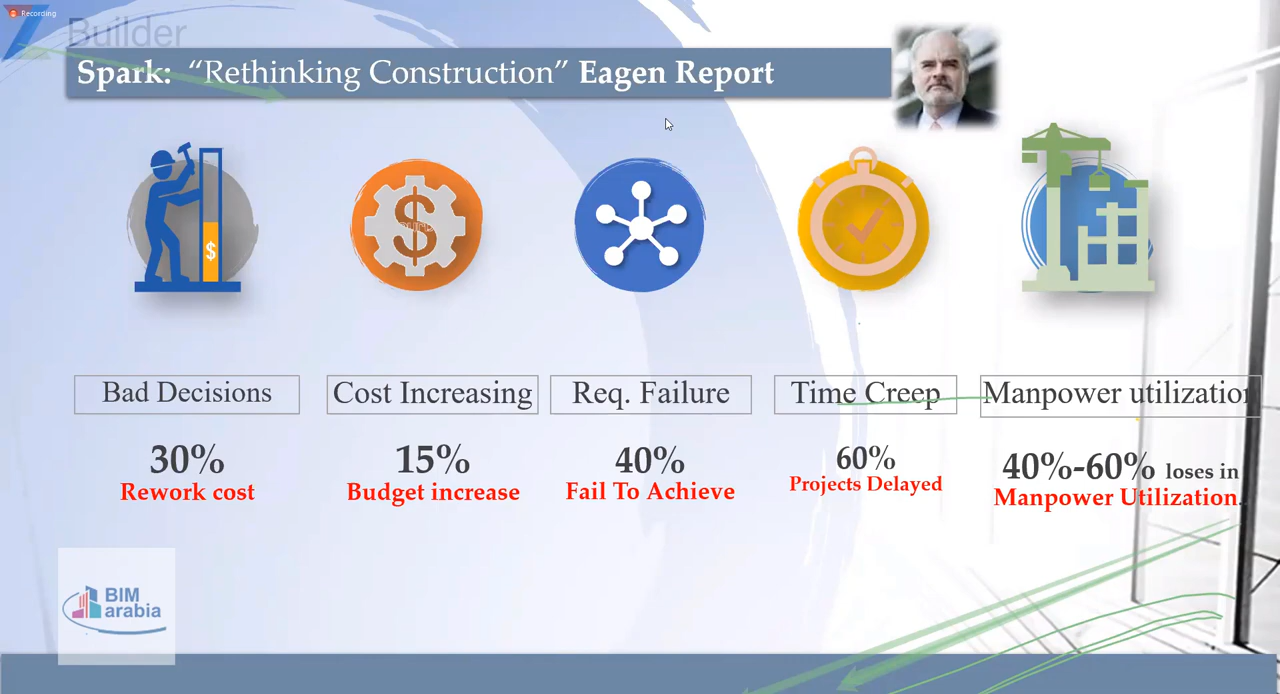 Recording
Builder
Spark: “Rethinking Construction” Eagen Report
$
$
Bad Decisions
Cost Increasing
Req. Failure
Time Creep
Manpower utilization
30%
Rework cost
15%
Budget increase
40%
Fail To Achieve
60%
Projects Delayed
40%-60% loses in
Manpower Utilization.
BIM
arabia